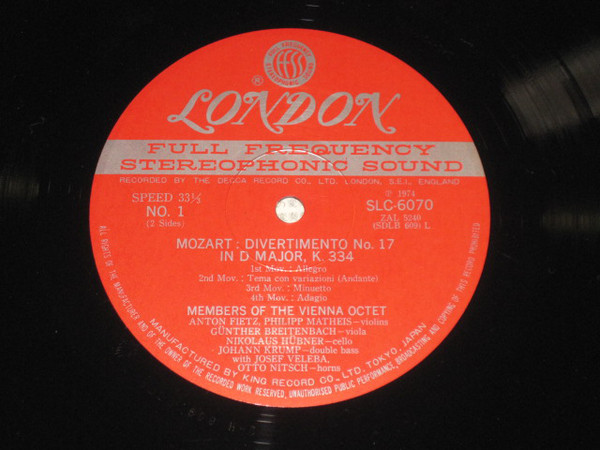 FULL FREQUENCY
STEREOPHONIC SOUND
FFSS
®
LONDON
FULL FREQUENCY
STEREOPHONIC SOUND
RECORDED BY THE DECCA RECORD CO., LTD. LONDON, S.E.I., ENGLAND
SPEED 33⅓
NO. 1
(2 Sides)
℗ 1974
SLC-6070
ZAL 5240
(SDLB 609) L
MOZART : DIVERTIMENTO No. 17
IN D MAJOR, K. 334
1st Mov. : Allegro
2nd Mov. : Tema con variazioni (Andante)
3rd Mov. : Minuetto
4th Mov. : Adagio
MEMBERS OF THE VIENNA OCTET
ANTON FIETZ, PHILIPP MATHEIS—violins
GÜNTHER BREITENBACH—viola
NIKOLAUS HÜBNER—cello
JOHANN KRUMP—double bass
with JOSEF VELEBA,
OTTO NITSCH—horns
MANUFACTURED BY KING RECORD CO., LTD. TOKYO, JAPAN
ALL RIGHTS OF THE MANUFACTURER AND OF THE OWNER OF THE RECORDED WORK RESERVED, UNAUTHORISED PUBLIC PERFORMANCE, BROADCASTING AND COPYING OF THIS RECORD PROHIBITED